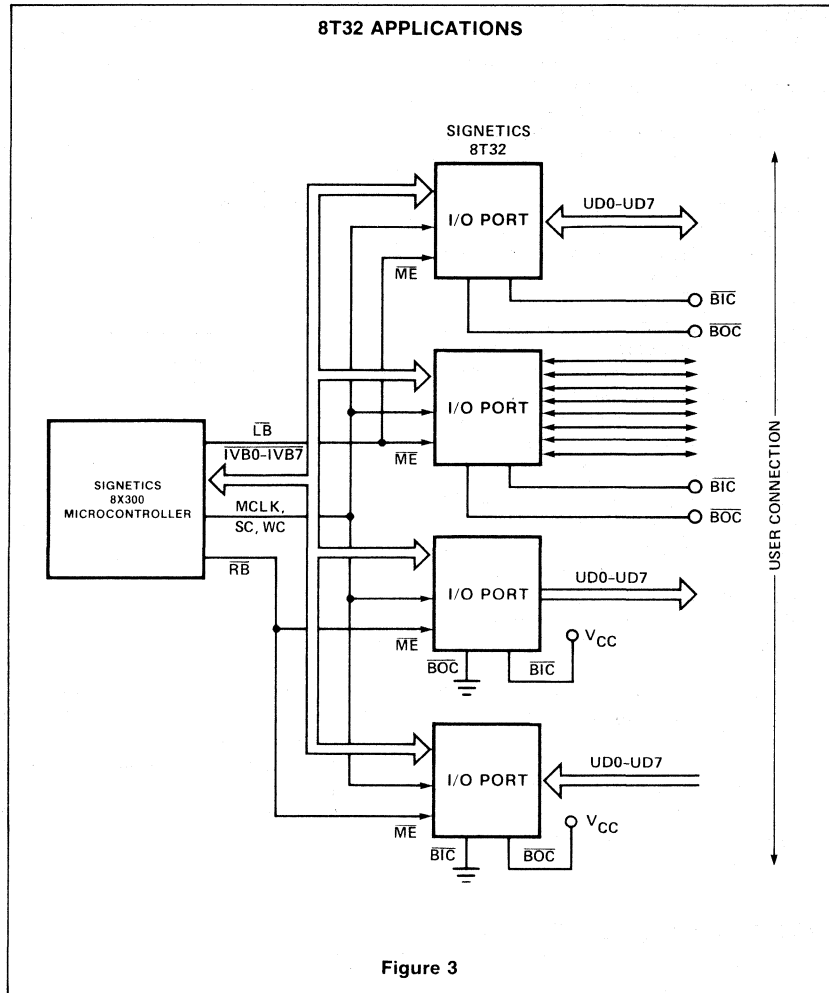 8T32 APPLICATIONS
SIGNETICS
8T32
I/O PORT
UD0-UD7
ME
BIC
BOC
I/O PORT
ME
BIC
BOC
LB
IVB0-IVB7
SIGNETICS
8X300
MICROCONTROLLER
MCLK,
SC, WC
RB
I/O PORT
UD0-UD7
ME
BOC
BIC
VCC
I/O PORT
UD0-UD7
ME
BIC
BOC
VCC
USER CONNECTION
Figure 3